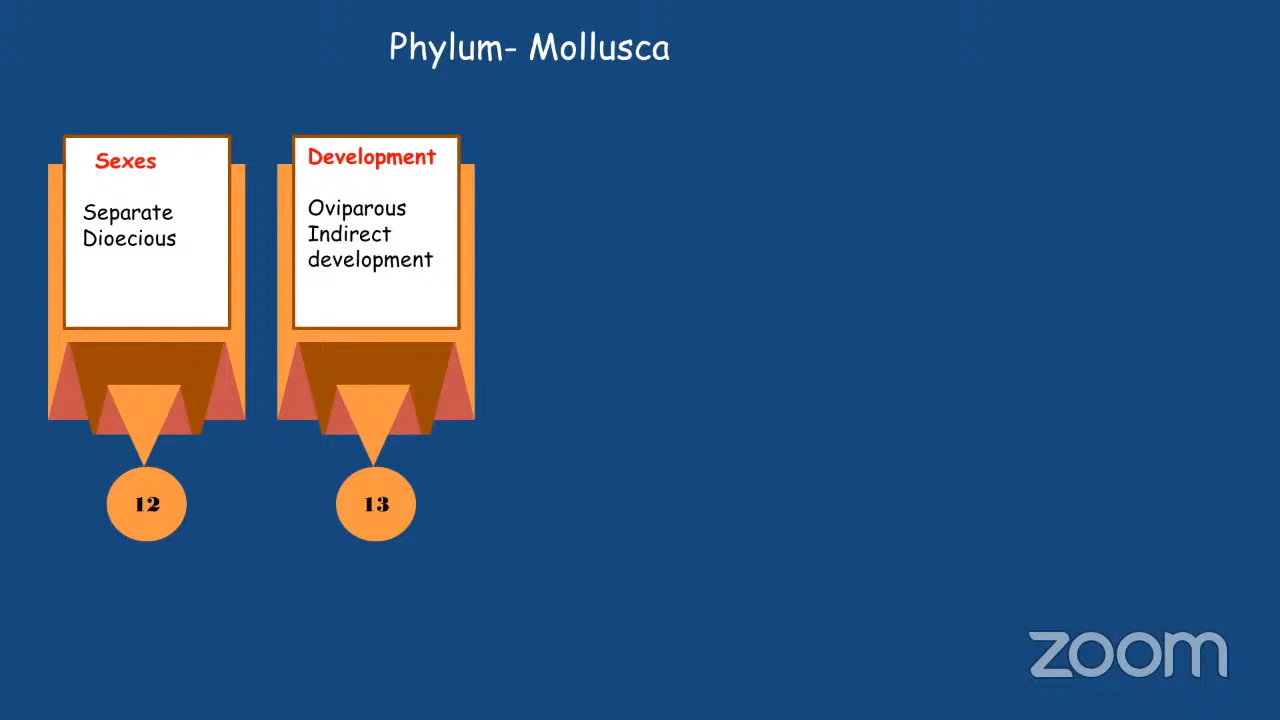 Phylum- Mollusca
Sexes
Separate
Dioecious
Development
Oviparous
Indirect
development
12
13
zoom